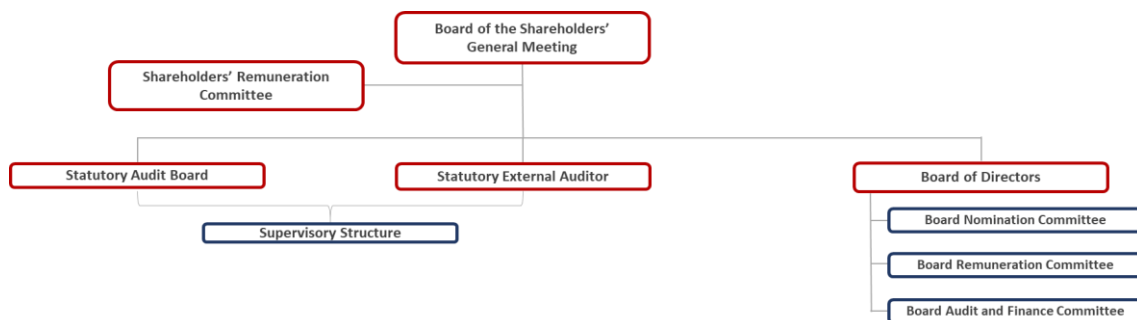 Board of the Shareholders’
General Meeting
Shareholders’ Remuneration
Committee
Statutory Audit Board
Statutory External Auditor
Board of Directors
Supervisory Structure
Board Nomination Committee
Board Remuneration Committee
Board Audit and Finance Committee